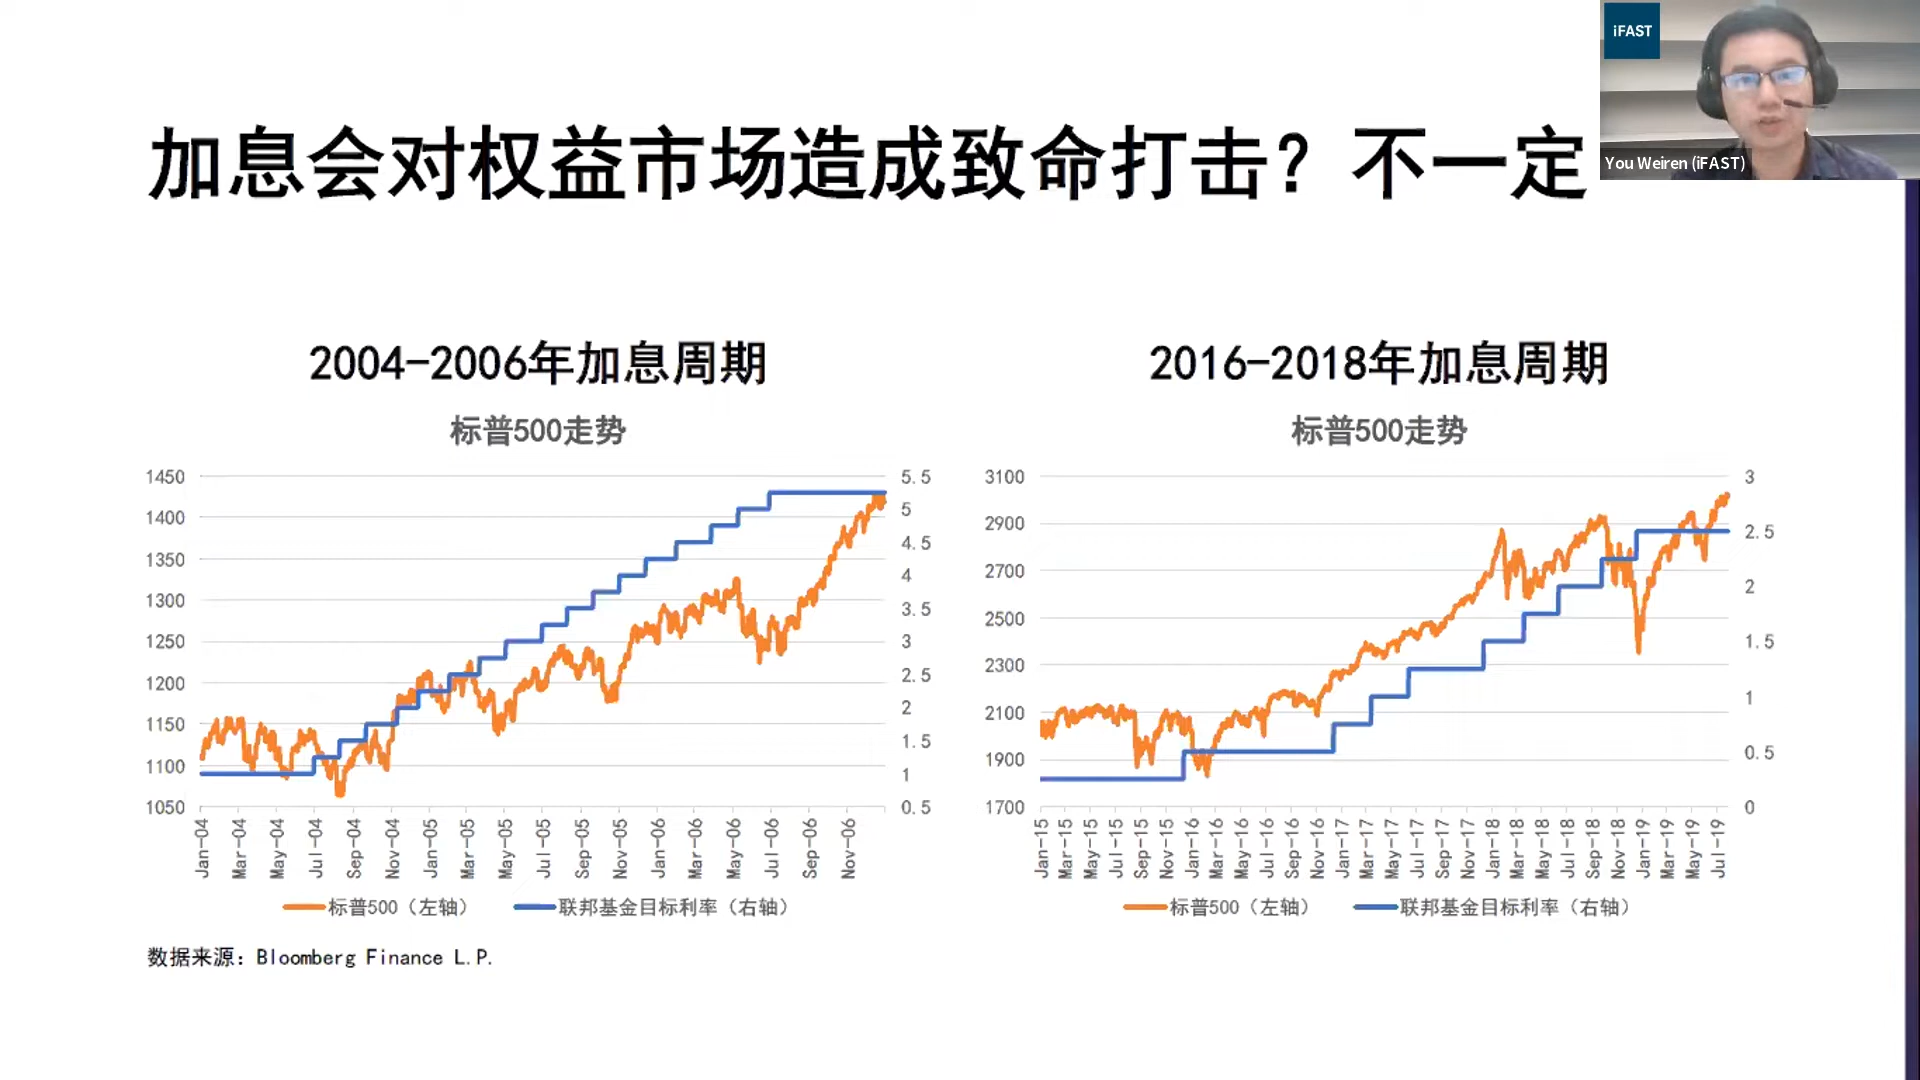 iFAST
You Weiren (iFAST)
加息会对权益市场造成致命打击？不一定
2004-2006年加息周期
标普500走势
1450
1400
1350
1300
1250
1200
1150
1100
1050
5.5
5
4.5
4
3.5
3
2.5
2
1.5
1
0.5
Jan-04
Mar-04
May-04
Jul-04
Sep-04
Nov-04
Jan-05
Mar-05
May-05
Jul-05
Sep-05
Nov-05
Jan-06
Mar-06
May-06
Jul-06
Sep-06
Nov-06
标普500（左轴） 联邦基金目标利率（右轴）
2016-2018年加息周期
标普500走势
3100
2900
2700
2500
2300
2100
1900
1700
3
2.5
2
1.5
1
0.5
0
Jan-15
Mar-15
May-15
Jul-15
Sep-15
Nov-15
Jan-16
Mar-16
May-16
Jul-16
Sep-16
Nov-16
Jan-17
Mar-17
May-17
Jul-17
Sep-17
Nov-17
Jan-18
Mar-18
May-18
Jul-18
Sep-18
Nov-18
Jan-19
Mar-19
May-19
Jul-19
标普500（左轴） 联邦基金目标利率（右轴）
数据来源：Bloomberg Finance L.P.